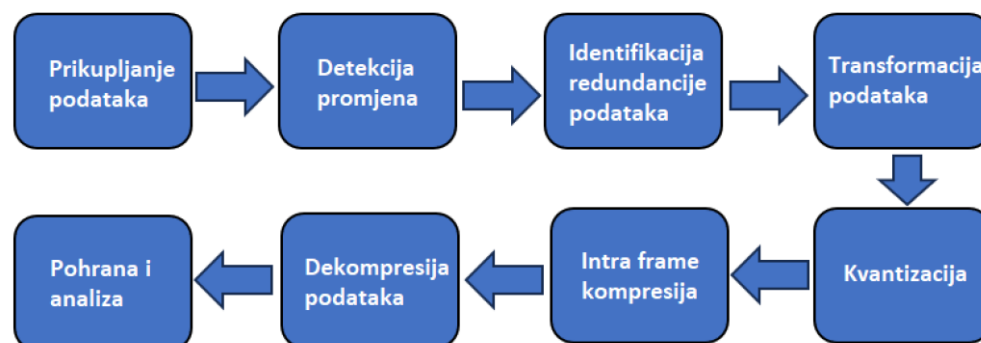 Prikupljanje
podataka
Detekcija
promjena
Identifikacija
redundancije
podataka
Transformacija
podataka
Kvantizacija
Intra frame
kompresija
Dekompresija
podataka
Pohrana i
analiza